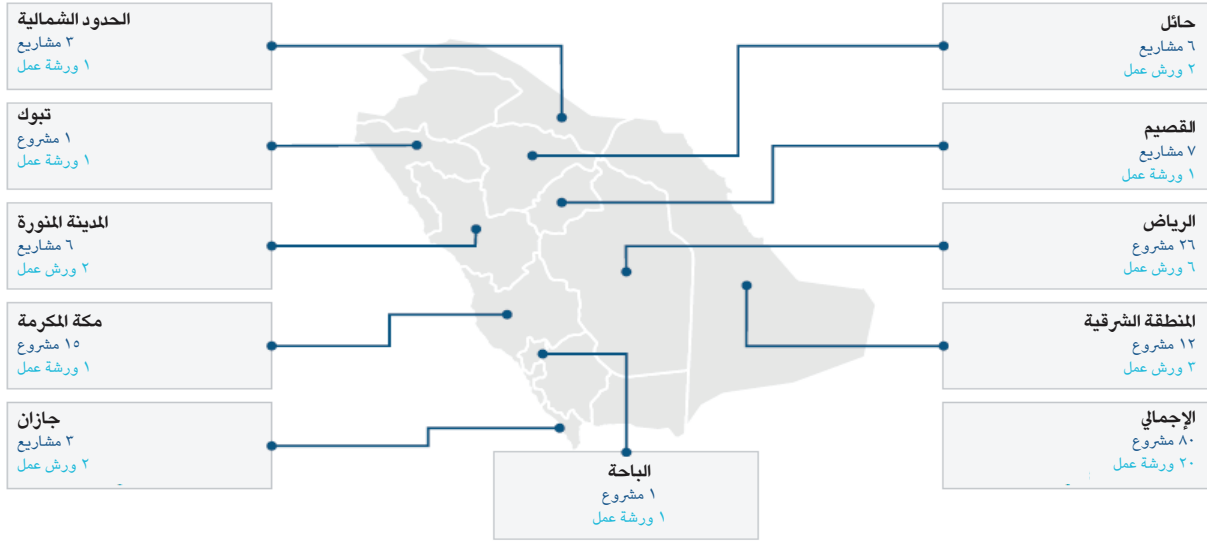 حائل
٦ مشاريع
٢ ورش عمل
القصيم
٧ مشاريع
١ ورشة عمل
الرياض
٢٦ مشروع
٦ ورش عمل
المنطقة الشرقية
١٢ مشروع
٣ ورش عمل
الإجمالي
٨٠ مشروع
٢٠ ورشة عمل
الحدود الشمالية
٣ مشاريع
١ ورشة عمل
تبوك
١ مشروع
١ ورشة عمل
المدينة المنورة
٦ مشاريع
٢ ورش عمل
مكة المكرمة
١٥ مشروع
١ ورشة عمل
جازان
٣ مشاريع
٢ ورش عمل
الباحة
١ مشروع
١ ورشة عمل